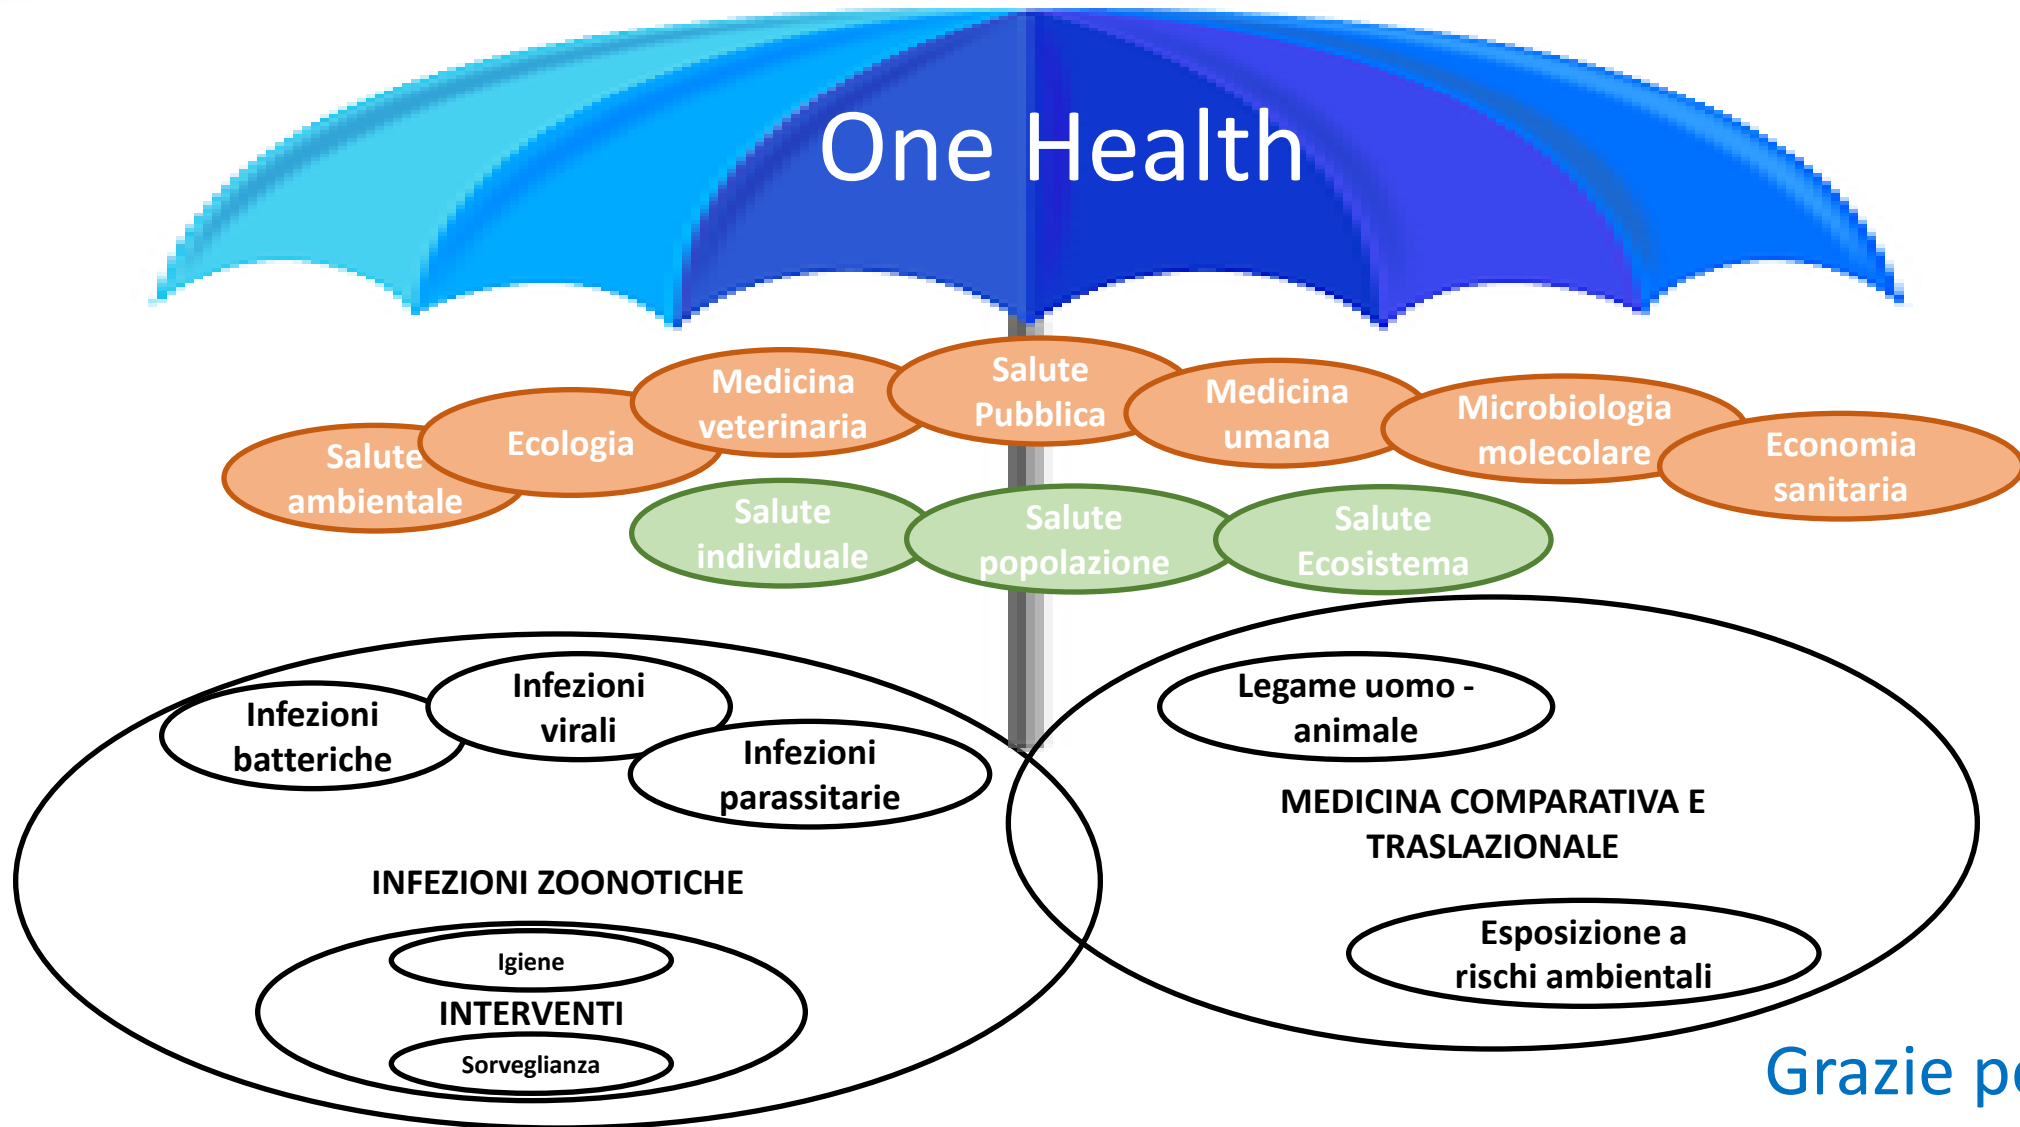 One Health
Salute
ambientale
Ecologia
Medicina
veterinaria
Salute
Pubblica
Medicina
umana
Microbiologia
molecolare
Economia
sanitaria
Salute
individuale
Salute
popolazione
Salute
Ecosistema
Infezioni
batteriche
Infezioni
virali
Infezioni
parassitarie
INFEZIONI ZOONOTICHE
Igiene
INTERVENTI
Sorveglianza
Legame uomo -
animale
MEDICINA COMPARATIVA E
TRASLAZIONALE
Esposizione a
rischi ambientali
Grazie